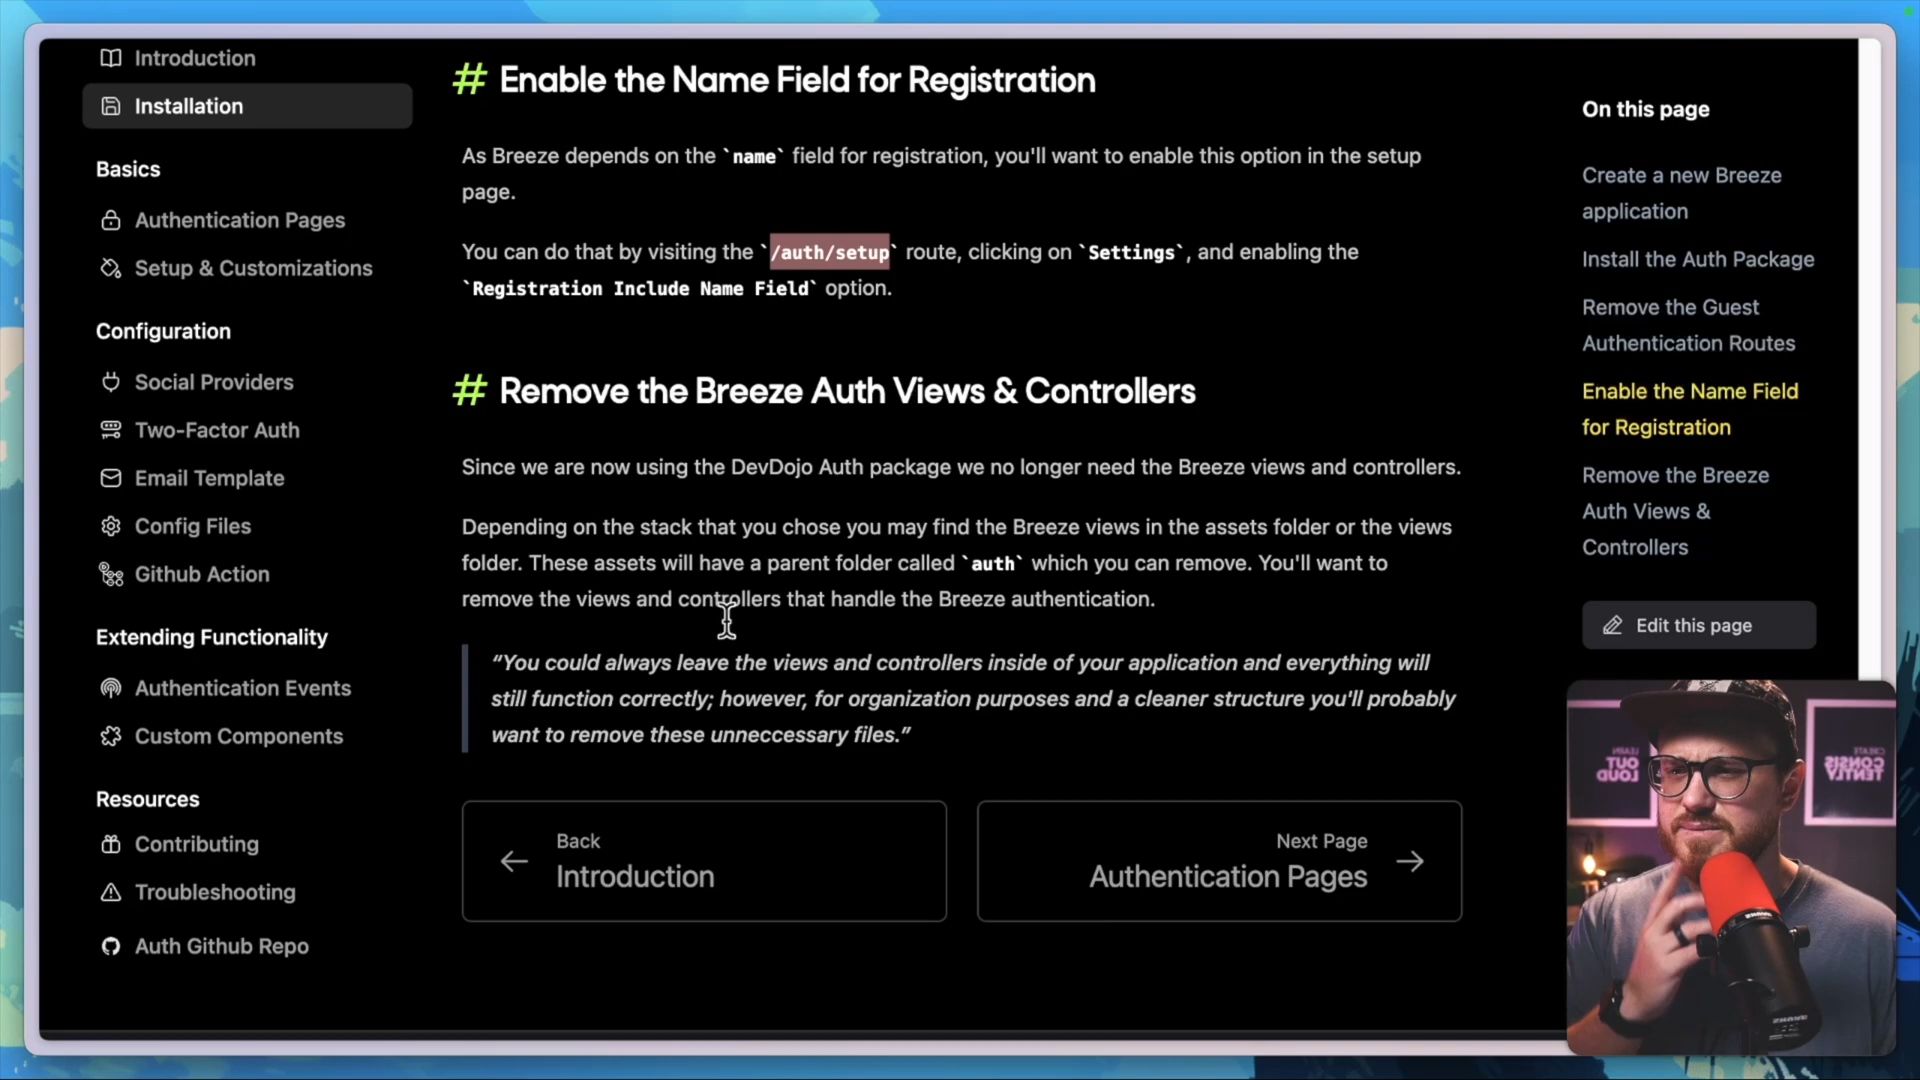 Introduction
Installation
Basics
Authentication Pages
Setup & Customizations
Configuration
Social Providers
Two-Factor Auth
Email Template
Config Files
Github Action
Extending Functionality
Authentication Events
Custom Components
Resources
Contributing
Troubleshooting
Auth Github Repo
# Enable the Name Field for Registration
As Breeze depends on the `name` field for registration, you'll want to enable this option in the setup
page.
You can do that by visiting the `/auth/setup` route, clicking on `Settings`, and enabling the
`Registration Include Name Field` option.
# Remove the Breeze Auth Views & Controllers
Since we are now using the DevDojo Auth package we no longer need the Breeze views and controllers.
Depending on the stack that you chose you may find the Breeze views in the assets folder or the views
folder. These assets will have a parent folder called `auth` which you can remove. You'll want to
remove the views and controllers that handle the Breeze authentication.
“You could always leave the views and controllers inside of your application and everything will
still function correctly; however, for organization purposes and a cleaner structure you'll probably
want to remove these unneccessary files.”
Back
Introduction
Next Page
Authentication Pages
On this page
Create a new Breeze
application
Install the Auth Package
Remove the Guest
Authentication Routes
Enable the Name Field
for Registration
Remove the Breeze
Auth Views &
Controllers
Edit this page
LEARN
OUT
LOUD
CREATE
CONSIS
TENTLY